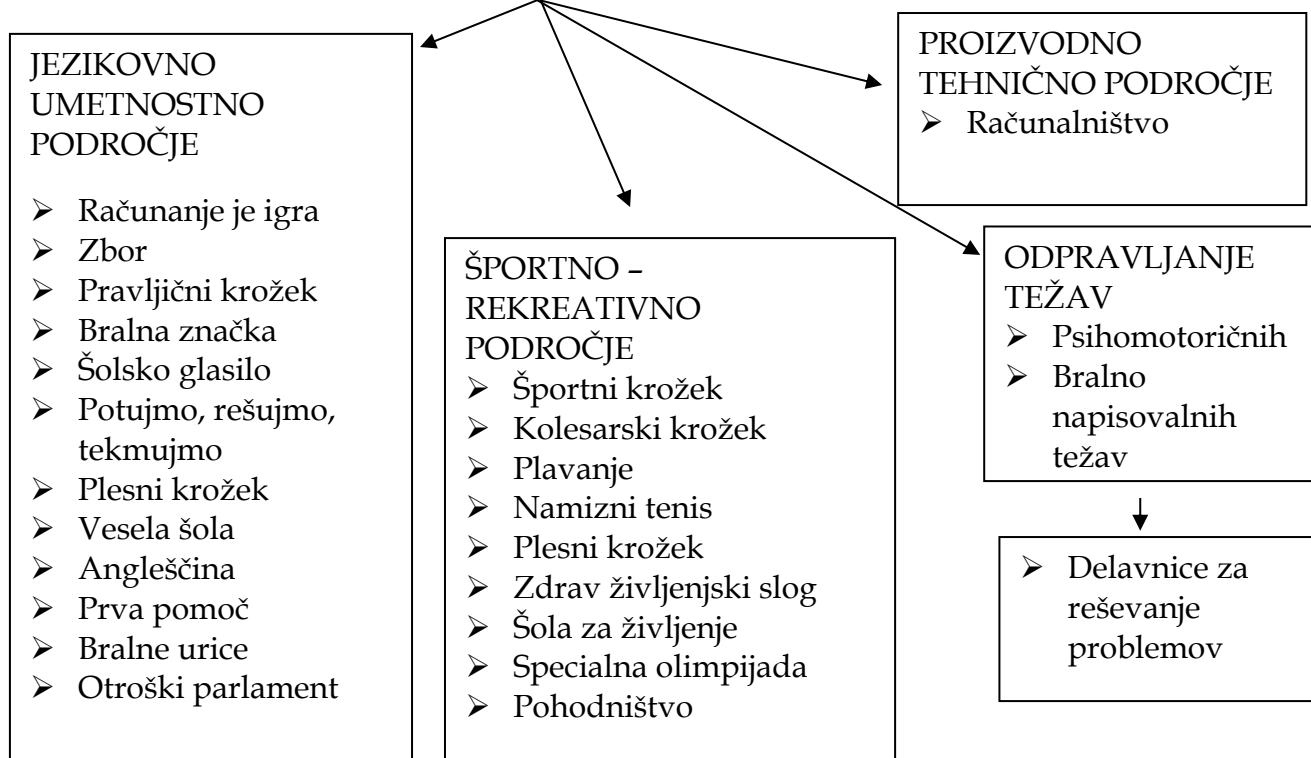 JEZIKOVNO
UMETNOSTNO
PODROČJE
➢ Računanje je igra
➢ Zbor
➢ Pravljični krožek
➢ Bralna značka
➢ Šolsko glasilo
➢ Potujmo, rešujmo,
tekmujmo
➢ Plesni krožek
➢ Vesela šola
➢ Angleščina
➢ Prva pomoč
➢ Bralne urice
➢ Otroški parlament
ŠPORTNO –
REKREATIVNO
PODROČJE
➢ Športni krožek
➢ Kolesarski krožek
➢ Plavanje
➢ Namizni tenis
➢ Plesni krožek
➢ Zdrav življenjski slog
➢ Šola za življenje
➢ Specialna olimpijada
➢ Pohodništvo
PROIZVODNO
TEHNIČNO PODROČJE
➢ Računalništvo
ODPRAVLJANJE
TEŽAV
➢ Psihomotoričnih
➢ Bralno
napisovalnih
težav
➢ Delavnice za
reševanje
problemov